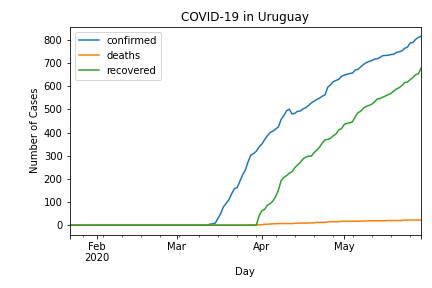 COVID-19 in Uruguay
confirmed
deaths
recovered
Number of Cases
800
700
600
500
400
300
200
100
0
Feb
2020
Mar
Apr
May
Day